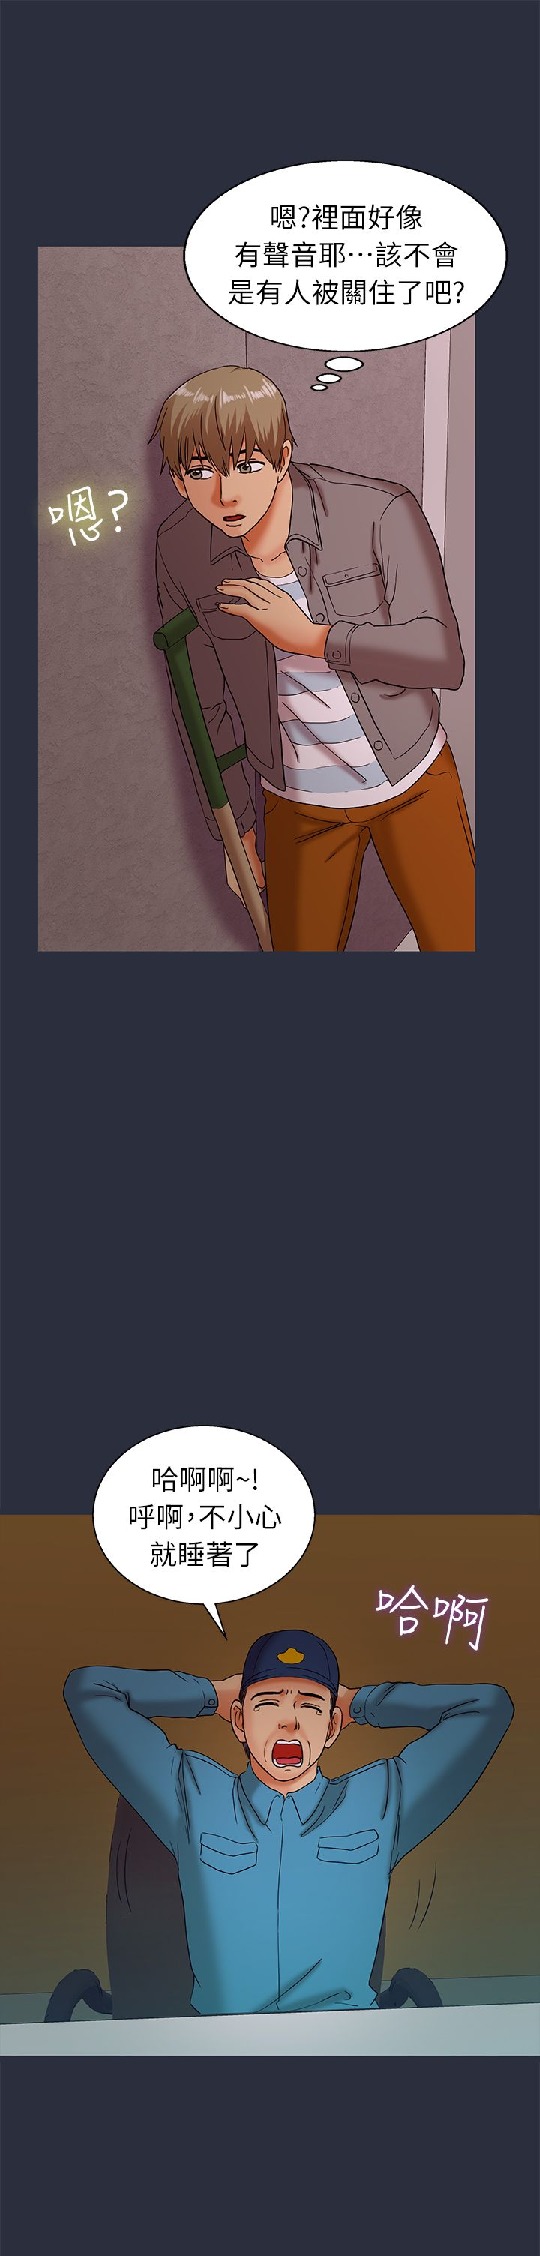 嗯?裡面好像
有聲音耶⋯該不會
是有人被關住了吧?
嗯?
哈啊啊~!
呼啊,不小心
就睡著了
哈啊